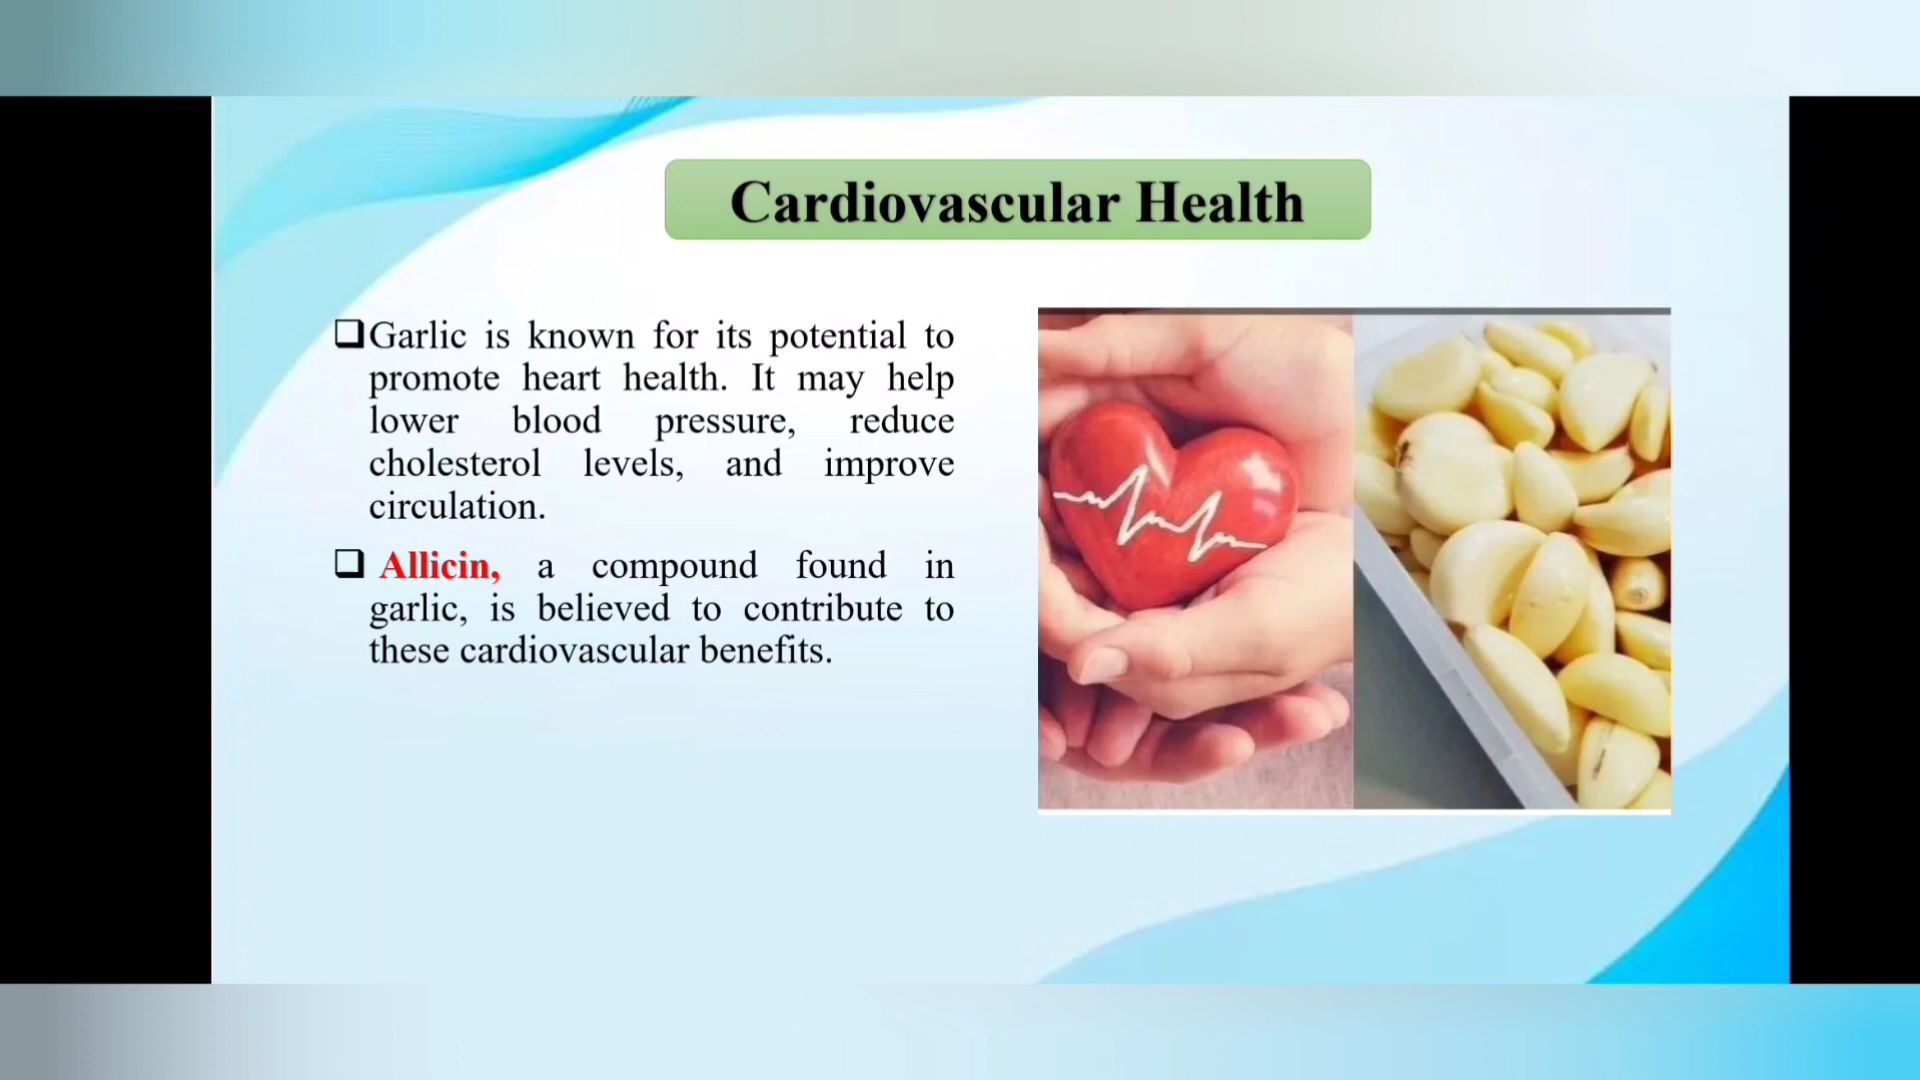 Cardiovascular Health
❑Garlic is known for its potential to
promote heart health. It may help
lower blood pressure, reduce
cholesterol levels, and improve
circulation.
❑ Allicin, a compound found in
garlic, is believed to contribute to
these cardiovascular benefits.